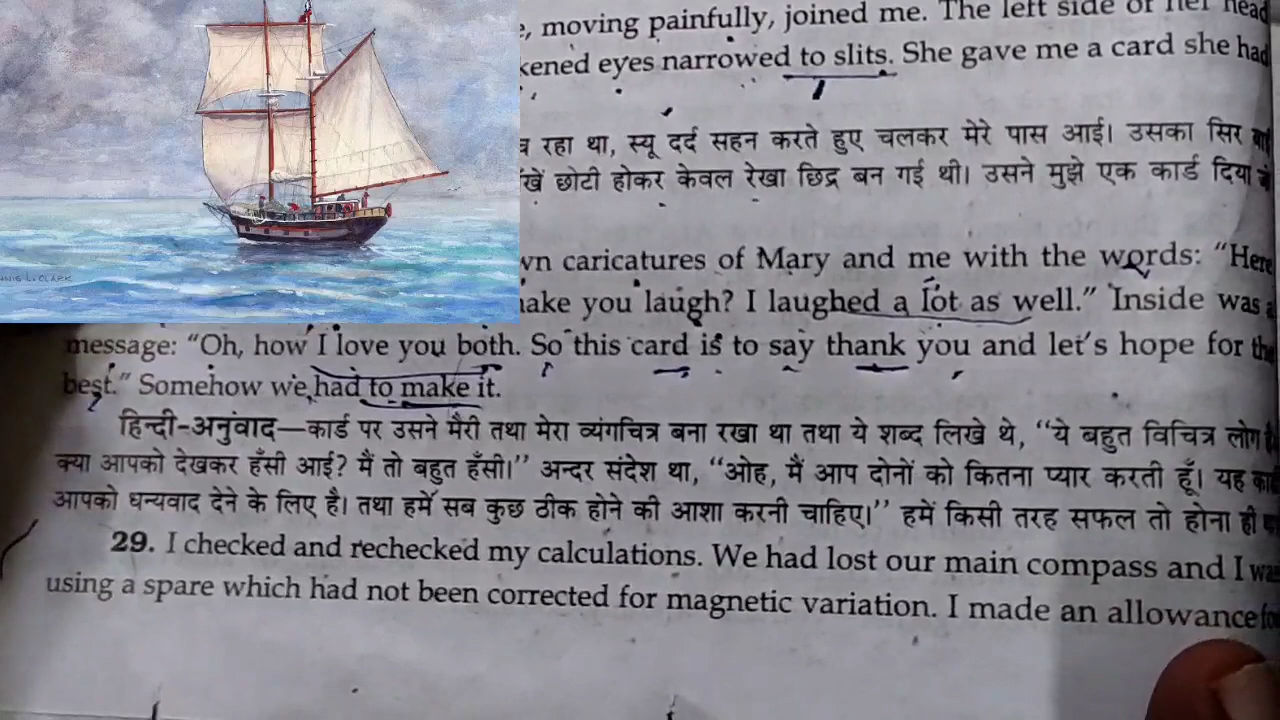 moving painfully, joined me. The left side of her head
eyes narrowed to slits. She gave me a card she had
रहा था, स्यू दर्द सहन करते हुए चलकर मेरे पास आई। उसका सिर
छोटी होकर केवल रेखा छिद्र बन गई थी। उसने मुझे एक कार्ड दिया
caricatures of Mary and me with the words: “Here
you laugh? I laughed a lot as well.” Inside was a
message: “Oh, how I love you both. So this card is to say thank you and let’s hope for the
best.” Somehow we had to make it.
हिन्दी-अनुवाद—कार्ड पर उसने मैरी तथा मेरा व्यंगचित्र बना रखा था तथा ये शब्द लिखे थे, “ये बहुत विचित्र लोग
क्या आपको देखकर हँसी आई? मैं तो बहुत हँसी।” अन्दर संदेश था, “ओह, मैं आप दोनों को कितना प्यार करती हूँ। यह
आपको धन्यवाद देने के लिए है। तथा हमें सब कुछ ठीक होने की आशा करनी चाहिए।” हमें किसी तरह सफल तो होना ही
29. I checked and rechecked my calculations. We had lost our main compass and I was
using a spare which had not been corrected for magnetic variation. I made an allowance